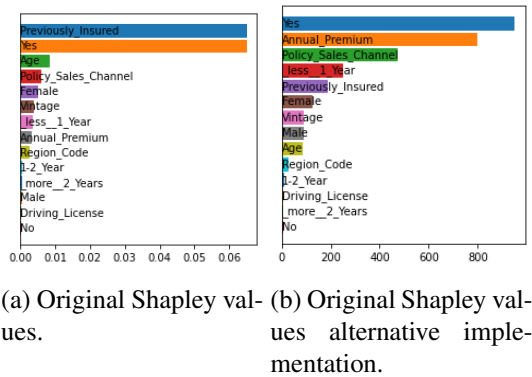 Previously_Insured
Yes
Age
Policy_Sales_Channel
Female
Vintage
_less__1_Year
Annual_Premium
Region_Code
1-2_Year
_more__2_Years
Male
Driving_License
No
0.00 0.01 0.02 0.03 0.04 0.05 0.06
Yes
Annual_Premium
Policy_Sales_Channel
_less__1_Year
Previously_Insured
Female
Vintage
Male
Age
Region_Code
1-2_Year
Driving_License
_more__2_Years
No
0 200 400 600 800
(a) Original Shapley val-
ues.
(b) Original Shapley val-
ues alternative imple-
mentation.